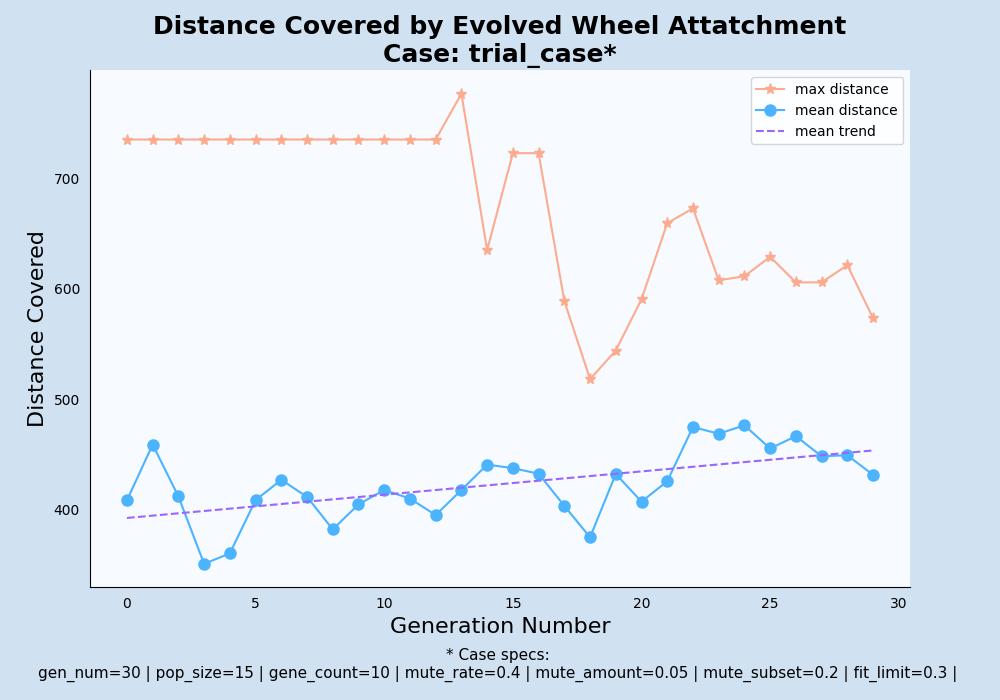 Distance Covered by Evolved Wheel Attatchment
Case: trial_case*
max distance
mean distance
mean trend
Distance Covered
700
600
500
400
0 5 10 15 20 25 30
Generation Number
* Case specs:
gen_num=30 | pop_size=15 | gene_count=10 | mute_rate=0.4 | mute_amount=0.05 | mute_subset=0.2 | fit_limit=0.3 |